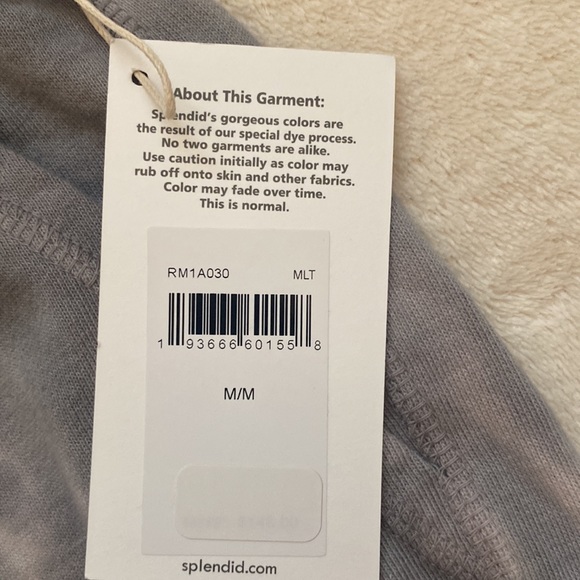 About This Garment:
Splendid's gorgeous colors are
the result of our special dye process.
No two garments are alike.
Use caution initially as color may
rub off onto skin and other fabrics.
Color may fade over time.
This is normal.
RM1A030 MLT
1 93666 60155 8
M/M
splendid.com